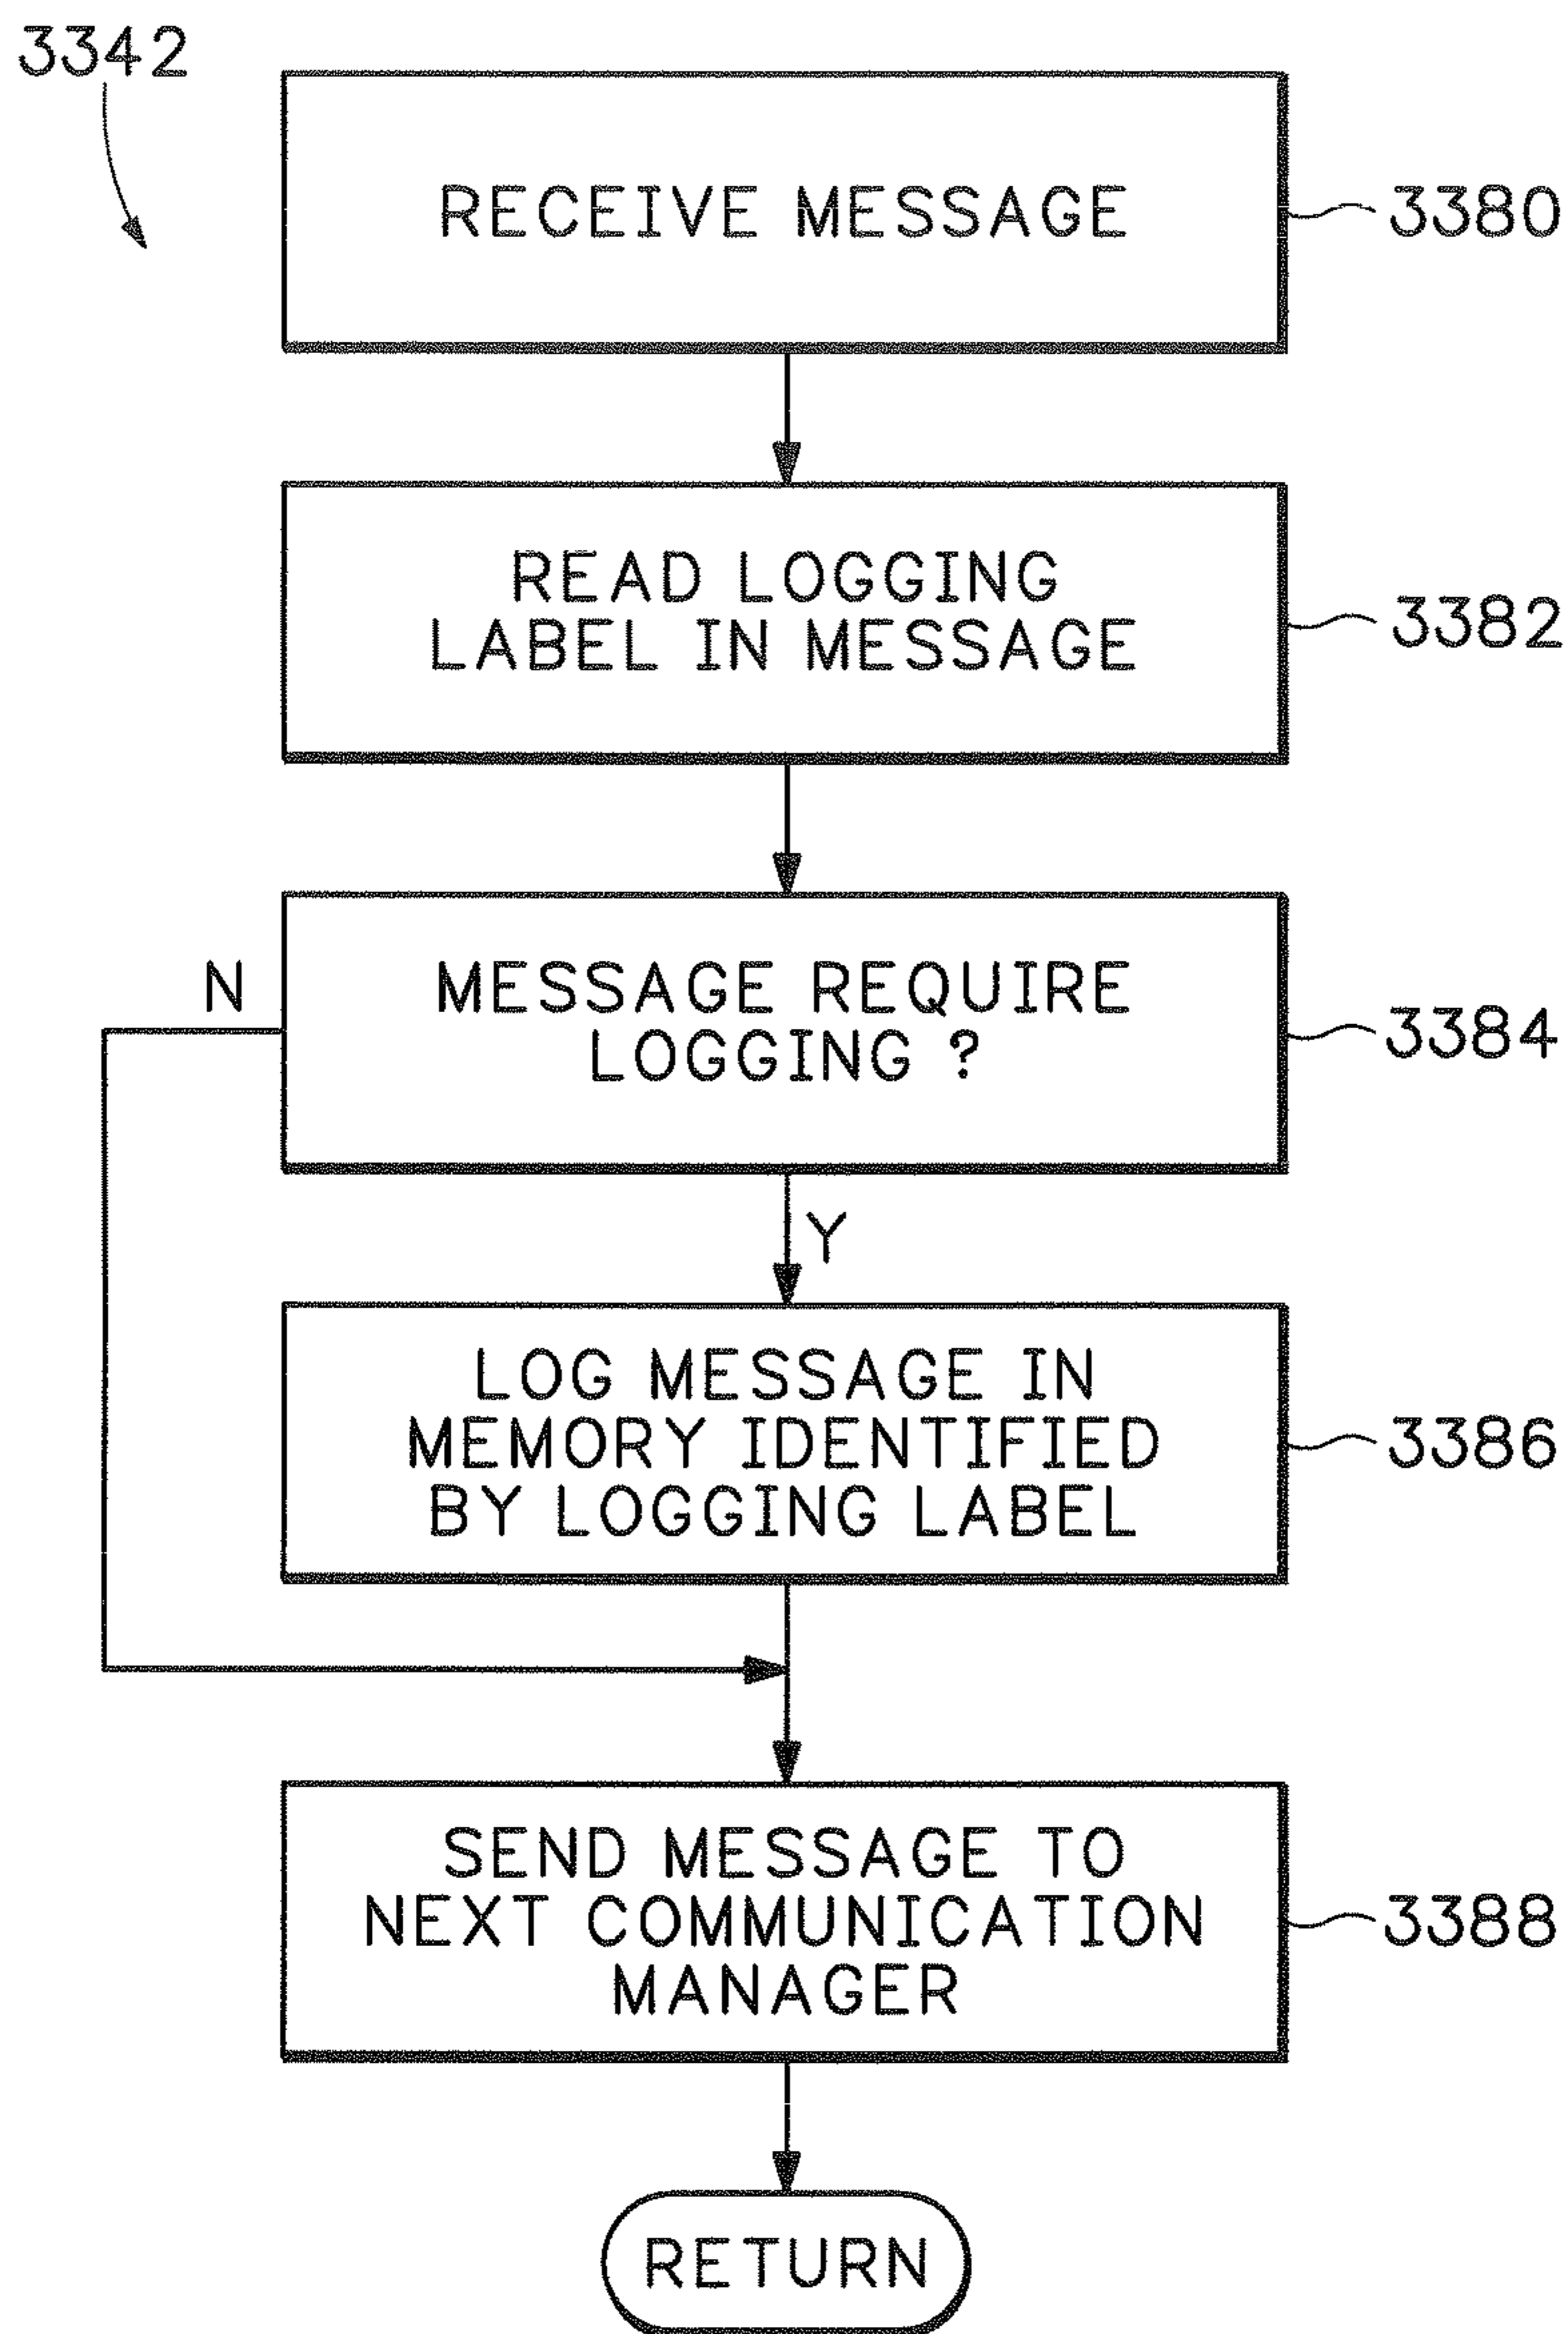 3342
RECEIVE MESSAGE
3380
READ LOGGING
LABEL IN MESSAGE
3382
MESSAGE REQUIRE
LOGGING ?
3384
N
Y
LOG MESSAGE IN
MEMORY IDENTIFIED
BY LOGGING LABEL
3386
SEND MESSAGE TO
NEXT COMMUNICATION
MANAGER
3388
RETURN